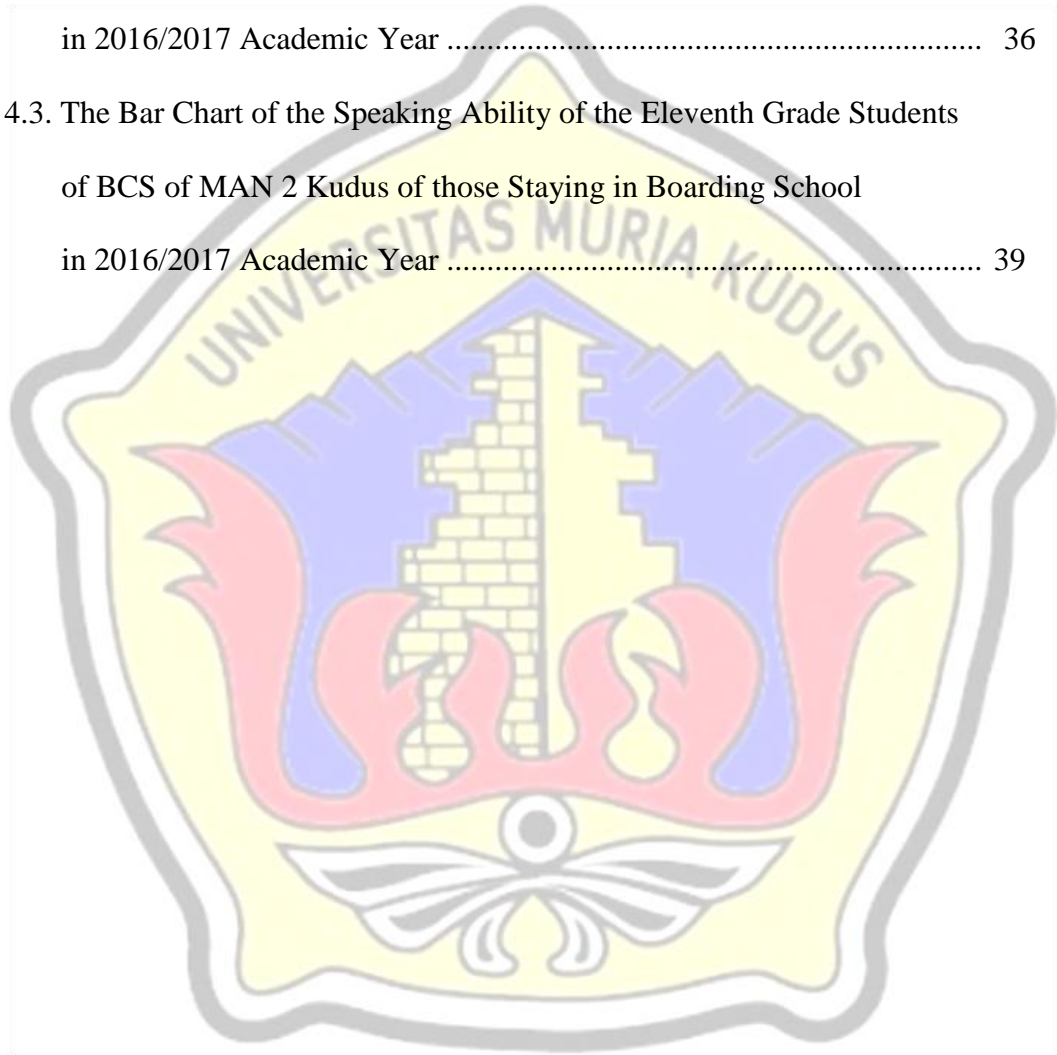 in 2016/2017 Academic Year .................................................................. 36
4.3. The Bar Chart of the Speaking Ability of the Eleventh Grade Students
of BCS of MAN 2 Kudus of those Staying in Boarding School
in 2016/2017 Academic Year .................................................................. 39
UNIVERSITAS MURIA KUDUS